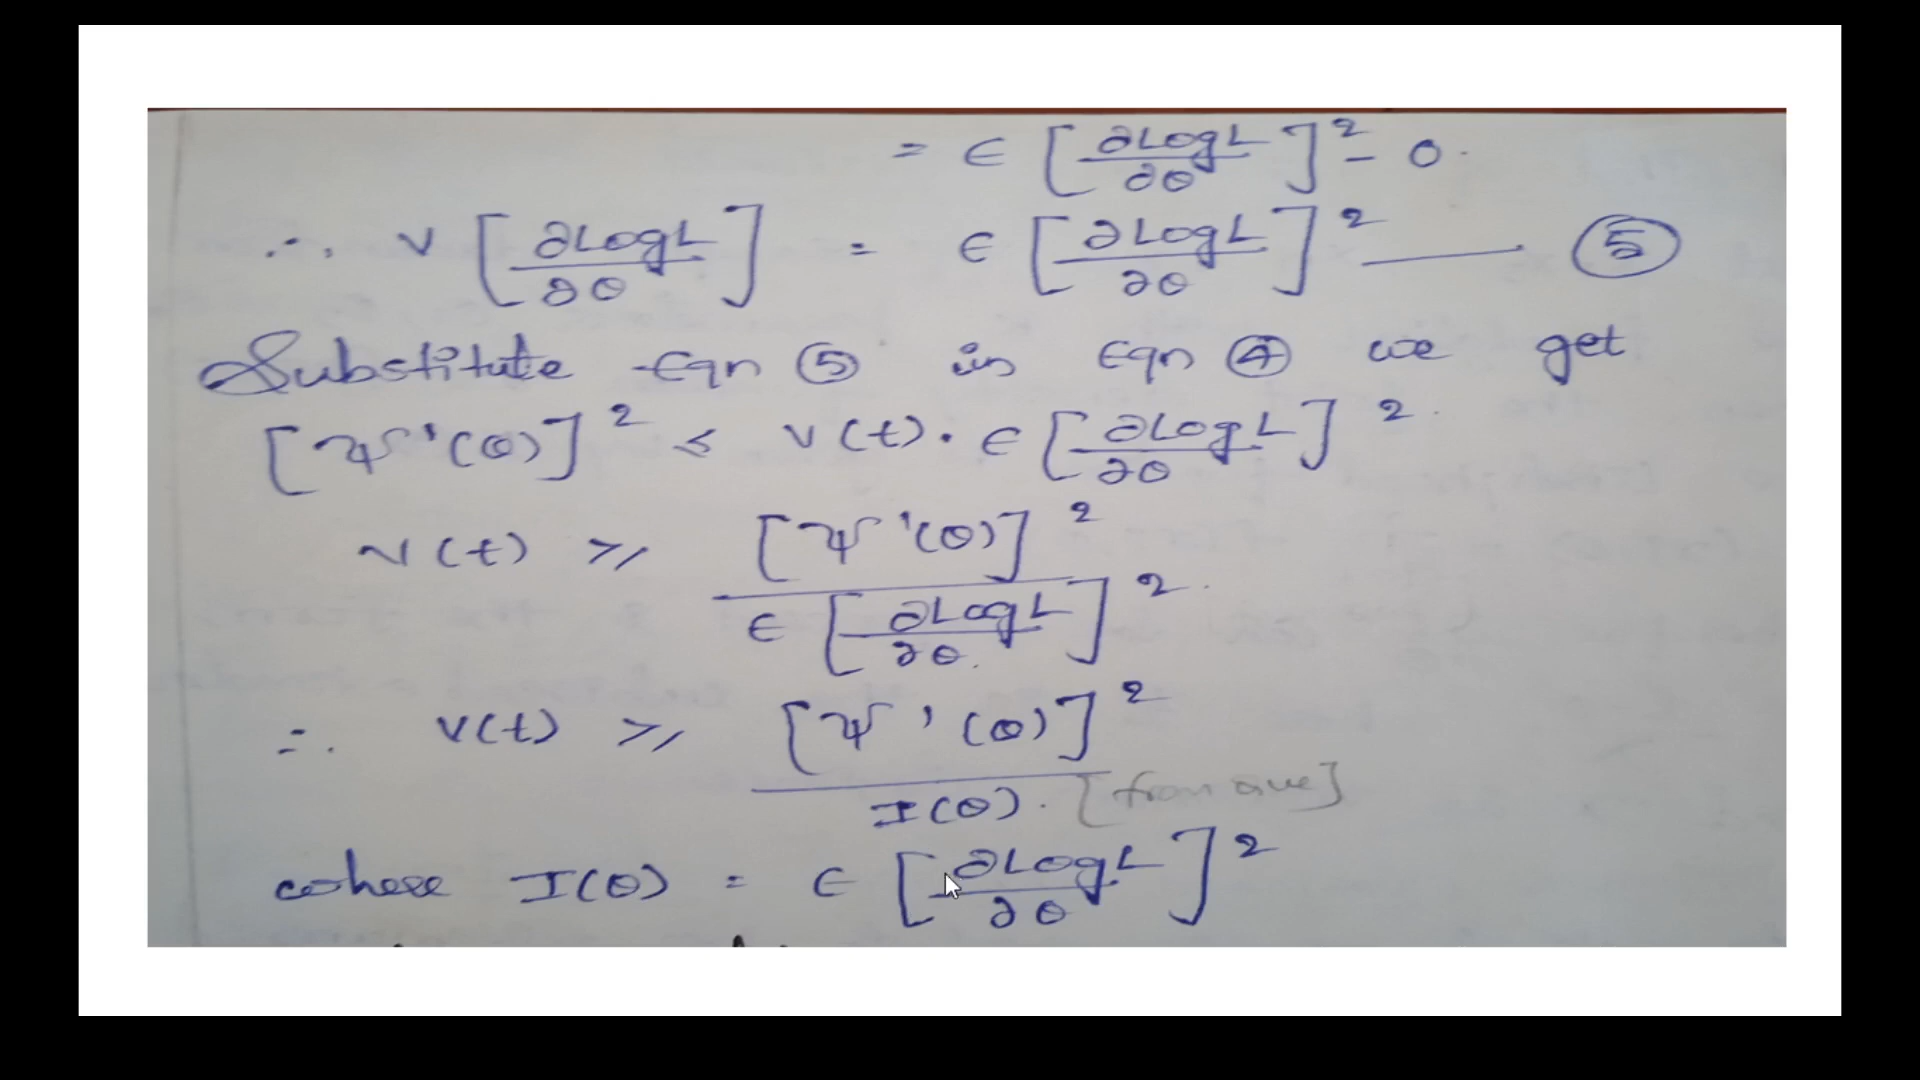 = ∈ [∂LogL/∂θ]² - 0.
∴ V [∂LogL/∂θ] = ∈ [∂LogL/∂θ]² —— ⑤
Substitute Eqn ⑤ in Eqn ④ we get
[ψ'(θ)]² ≤ V(t). ∈ [∂LogL/∂θ]².
V(t) ≥ [ψ'(θ)]² / ∈ [∂LogL/∂θ]².
∴ V(t) ≥ [ψ'(θ)]² / I(θ). [from
where I(θ) = ∈ [∂LogL/∂θ]²